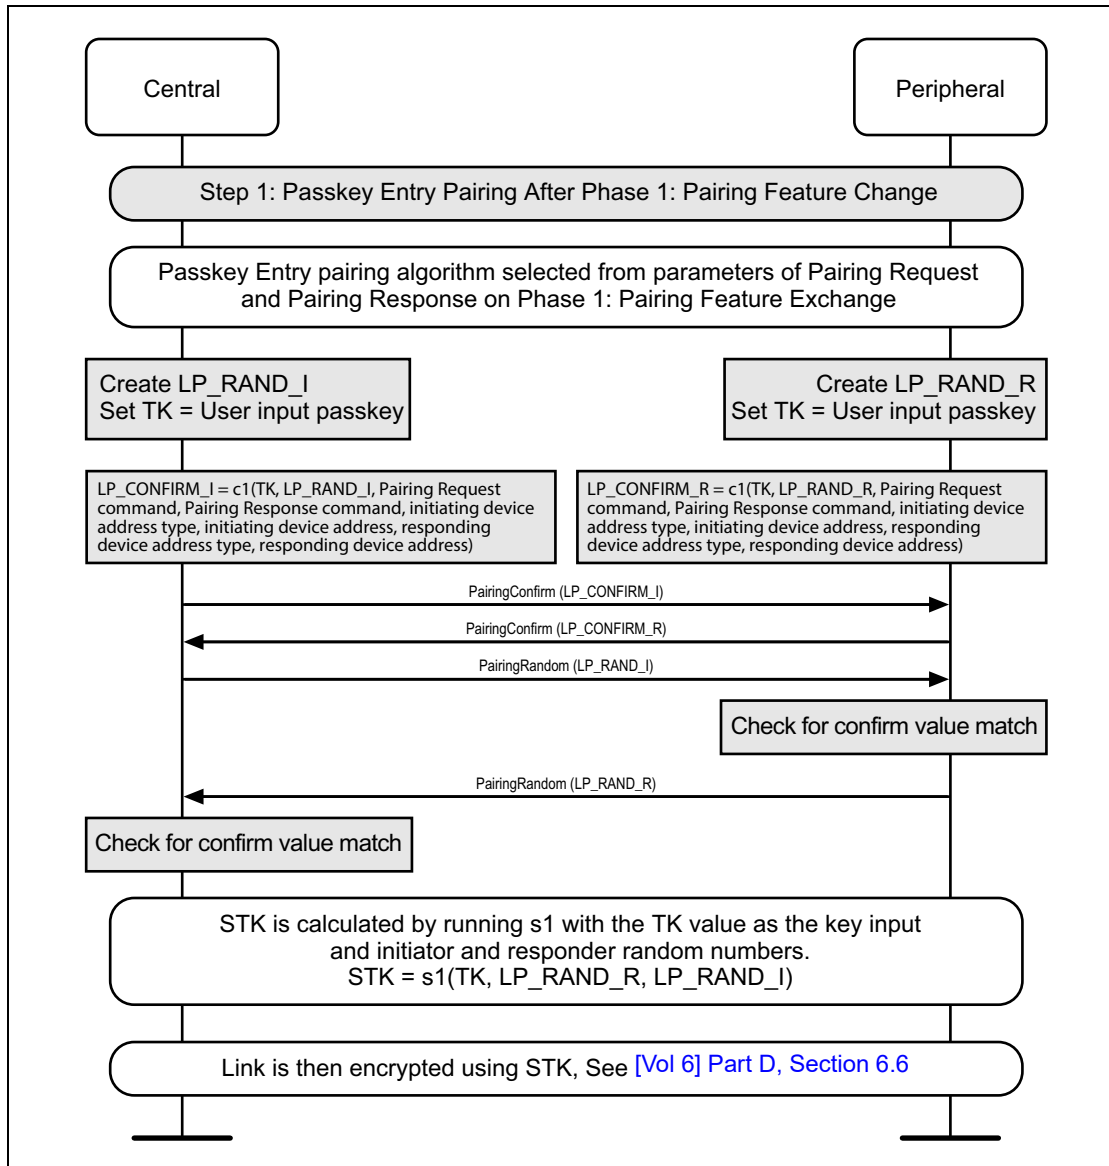 Central
Peripheral
Step 1: Passkey Entry Pairing After Phase 1: Pairing Feature Change
Passkey Entry pairing algorithm selected from parameters of Pairing Request
and Pairing Response on Phase 1: Pairing Feature Exchange
Create LP_RAND_I
Set TK = User input passkey
Create LP_RAND_R
Set TK = User input passkey
LP_CONFIRM_I = c1(TK, LP_RAND_I, Pairing Request
command, Pairing Response command, initiating device
address type, initiating device address, responding
device address type, responding device address)
LP_CONFIRM_R = c1(TK, LP_RAND_R, Pairing Request
command, Pairing Response command, initiating device
address type, initiating device address, responding
device address type, responding device address)
PairingConfirm (LP_CONFIRM_I)
PairingConfirm (LP_CONFIRM_R)
PairingRandom (LP_RAND_I)
Check for confirm value match
PairingRandom (LP_RAND_R)
Check for confirm value match
STK is calculated by running s1 with the TK value as the key input
and initiator and responder random numbers.
STK = s1(TK, LP_RAND_R, LP_RAND_I)
Link is then encrypted using STK, See [Vol 6] Part D, Section 6.6